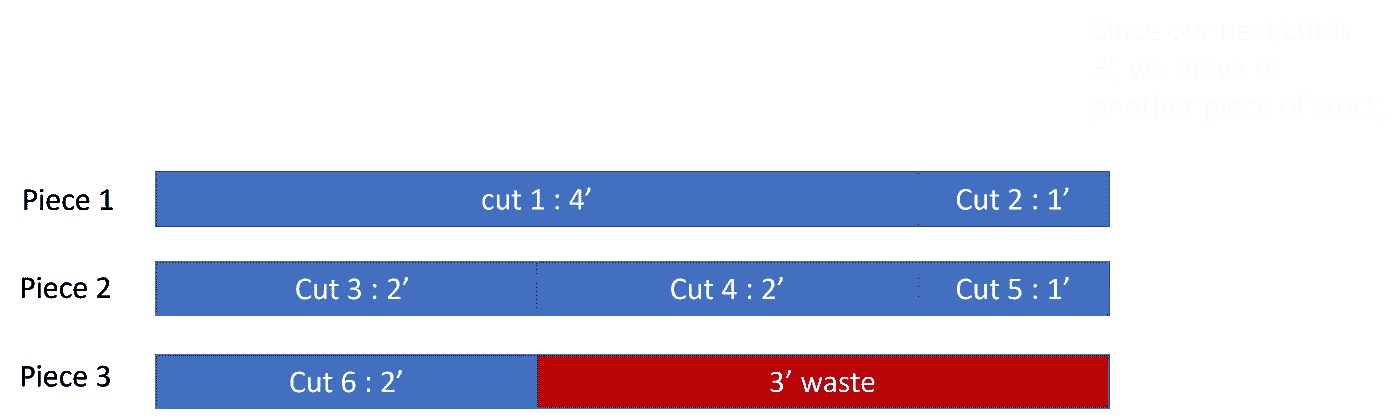 Since our next cut is
3’, we move to
another piece of stock
Piece 1
cut 1 : 4’
Cut 2 : 1’
Piece 2
Cut 3 : 2’
Cut 4 : 2’
Cut 5 : 1’
Piece 3
Cut 6 : 2’
3’ waste